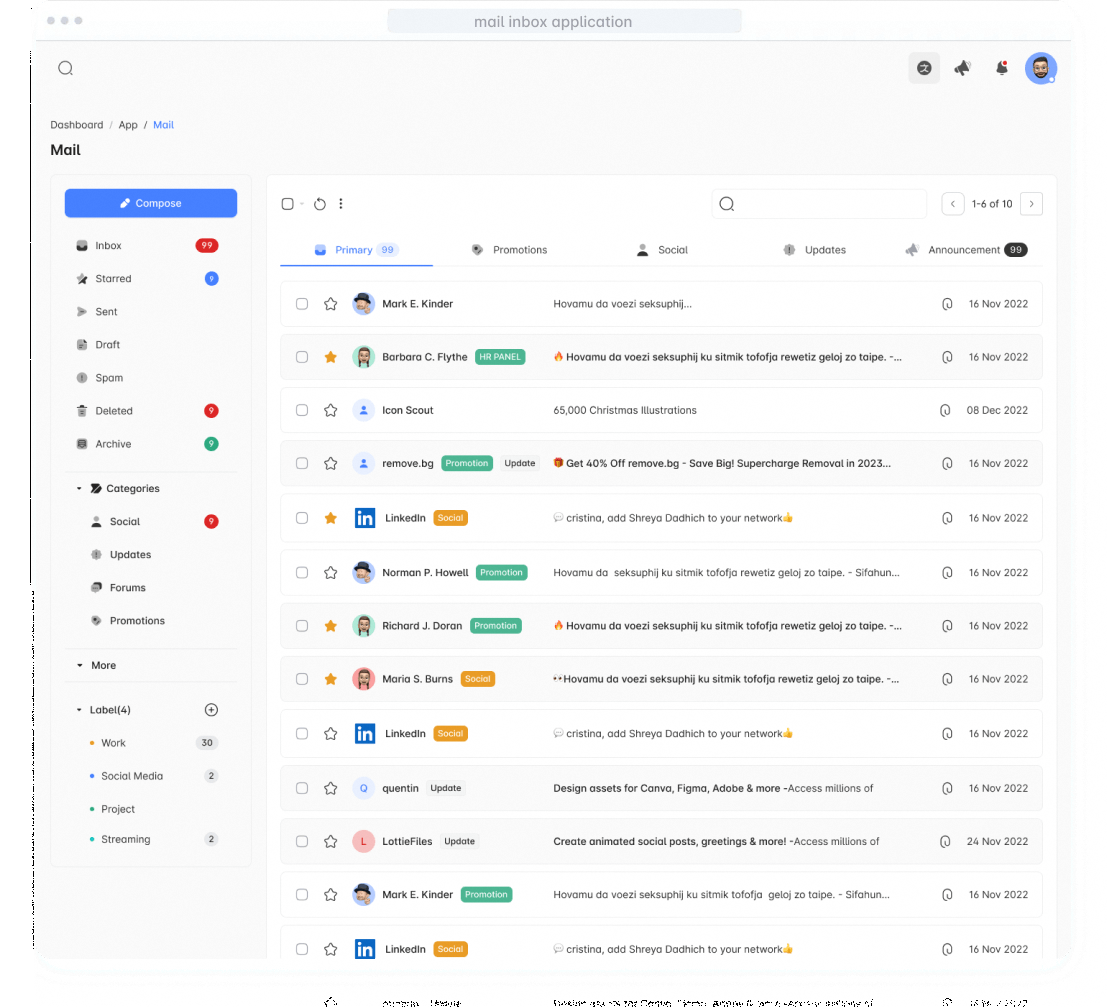 mail inbox application
Dashboard / App / Mail
Mail
Compose
Inbox 99
Starred 9
Sent
Draft
Spam
Deleted 9
Archive 9
Categories
Social 9
Updates
Forums
Promotions
More
Label(4)
Work 30
Social Media 2
Project
Streaming 2
1-6 of 10
Primary 99 Promotions Social Updates Announcement 99
Mark E. Kinder Hovamu da voezi seksuphij... 16 Nov 2022
Barbara C. Flythe HR PANEL 🔥 Hovamu da voezi seksuphij ku sitmik tofofja rewetiz geloj zo taipe. -... 16 Nov 2022
Icon Scout 65,000 Christmas Illustrations 08 Dec 2022
remove.bg Promotion Update 🎁 Get 40% Off remove.bg - Save Big! Supercharge Removal in 2023... 16 Nov 2022
in LinkedIn Social 💬 cristina, add Shreya Dadhich to your network👍 16 Nov 2022
Norman P. Howell Promotion Hovamu da seksuphij ku sitmik tofofja rewetiz geloj zo taipe. - Sifahun... 16 Nov 2022
Richard J. Doran Promotion 🔥 Hovamu da voezi seksuphij ku sitmik tofofja rewetiz geloj zo taipe. -... 16 Nov 2022
Maria S. Burns Social 👀Hovamu da voezi seksuphij ku sitmik tofofja rewetiz geloj zo taipe. -... 16 Nov 2022
in LinkedIn Social 💬 cristina, add Shreya Dadhich to your network👍 16 Nov 2022
Q quentin Update Design assets for Canva, Figma, Adobe & more -Access millions of 16 Nov 2022
L LottieFiles Update Create animated social posts, greetings & more! -Access millions of 24 Nov 2022
Mark E. Kinder Promotion Hovamu da voezi seksuphij ku sitmik tofofja geloj zo taipe. - Sifahun... 16 Nov 2022
in LinkedIn Social 💬 cristina, add Shreya Dadhich to your network👍 16 Nov 2022